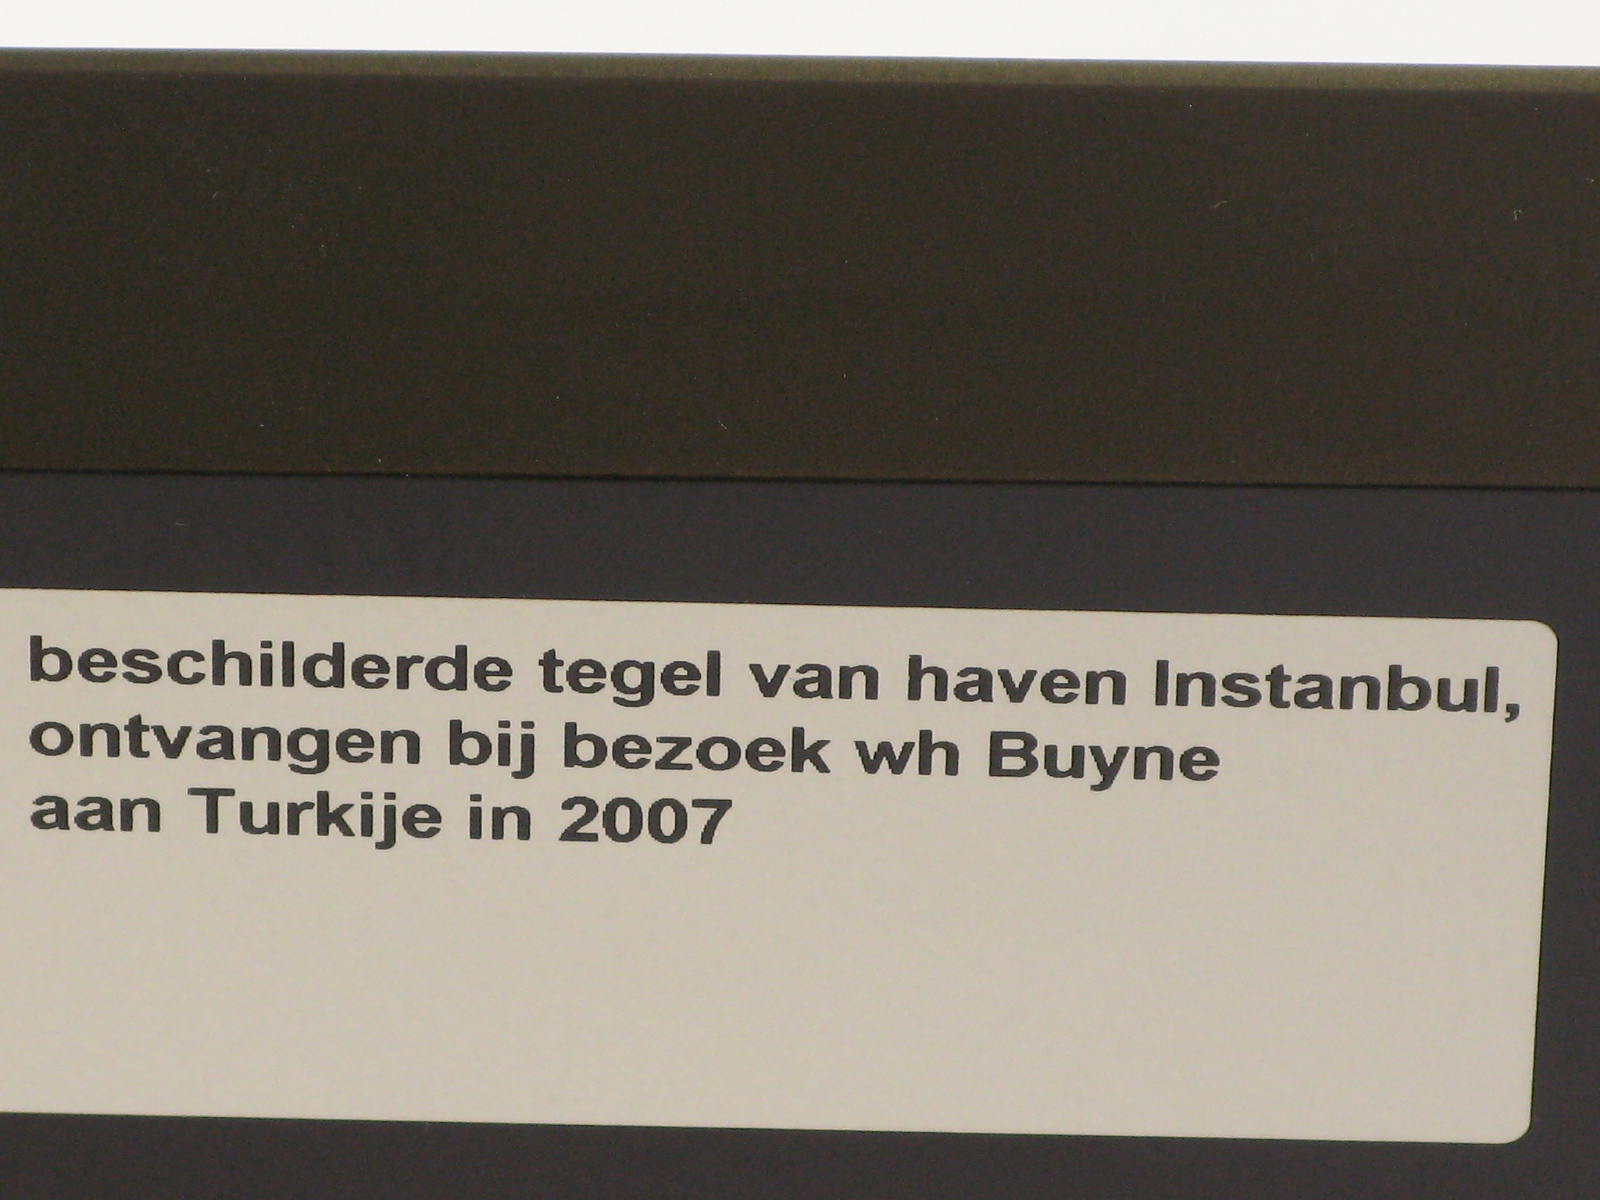 beschilderde tegel van haven Instanbul,
ontvangen bij bezoek wh Buyne
aan Turkije in 2007